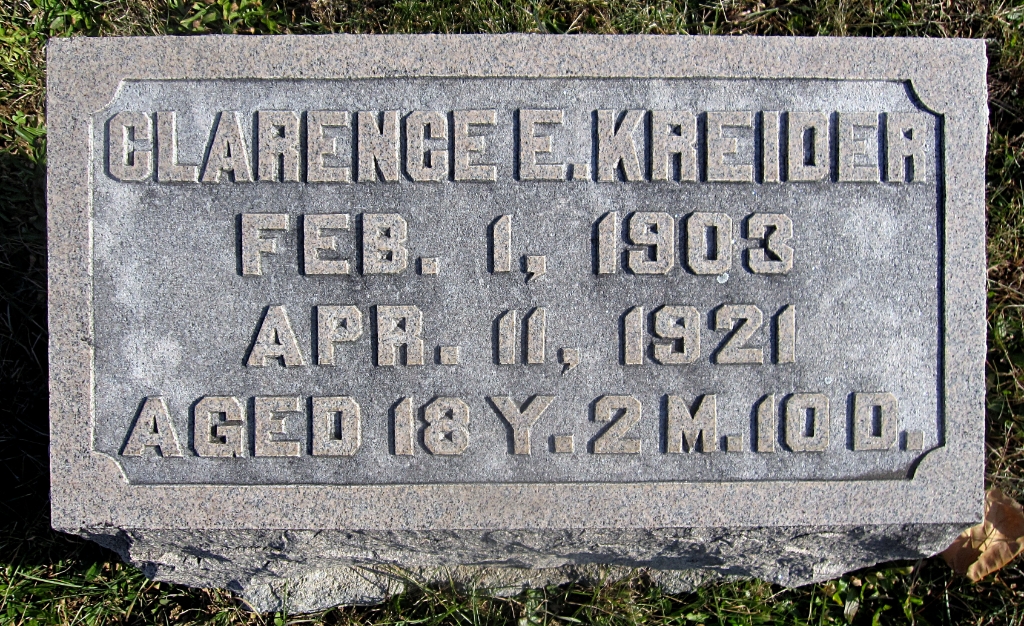 CLARENCE E. KREIDER
FEB. 1, 1903
APR. 11, 1921
AGED 18 Y. 2 M. 10 D.